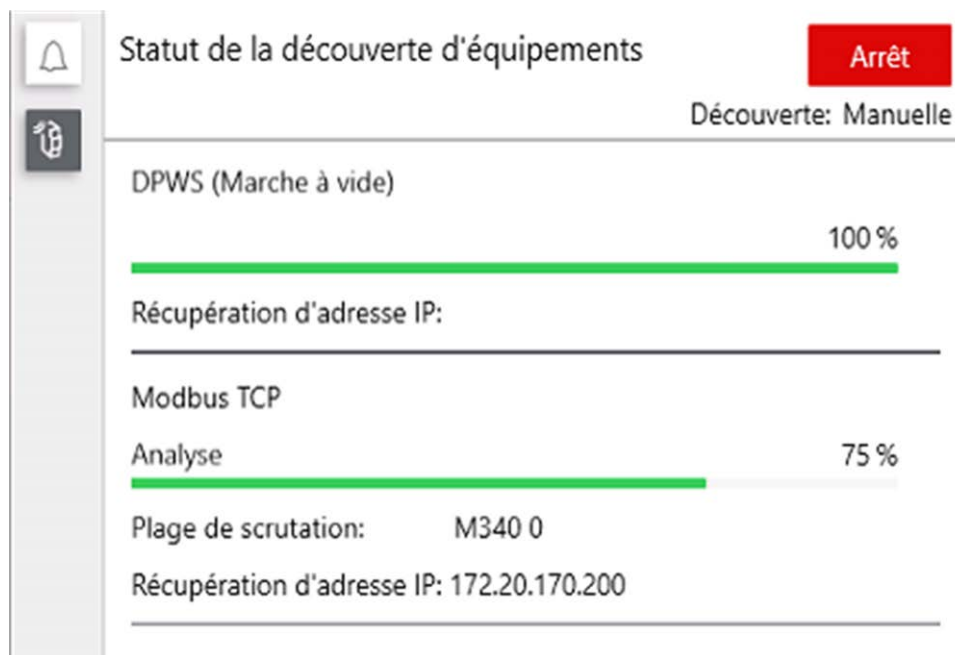 Statut de la découverte d'équipements
Arrêt
Découverte: Manuelle
DPWS (Marche à vide)
100 %
Récupération d'adresse IP:
Modbus TCP
Analyse
75 %
Plage de scrutation: M340 0
Récupération d'adresse IP: 172.20.170.200